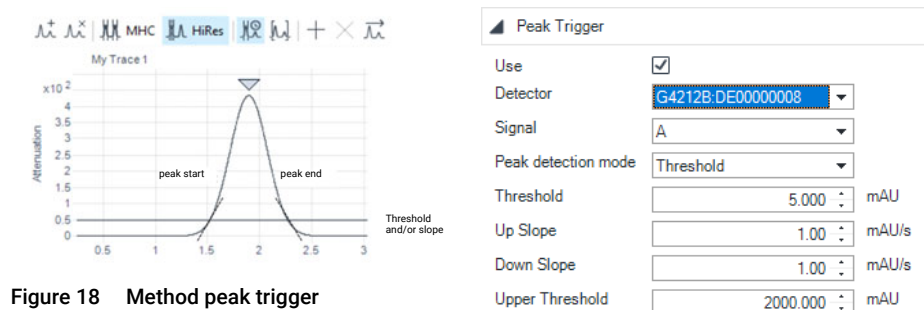 MHC HiRes
My Trace 1
x10 2
4
3.5
3
2.5
2
1.5
1
0.5
0
Attenuation
peak start
peak end
Threshold
and/or slope
0.5 1 1.5 2 2.5 3
Figure 18 Method peak trigger
Peak Trigger
Use
Detector G4212B:DE00000008
Signal A
Peak detection mode Threshold
Threshold 5.000 mAU
Up Slope 1.00 mAU/s
Down Slope 1.00 mAU/s
Upper Threshold 2000.000 mAU